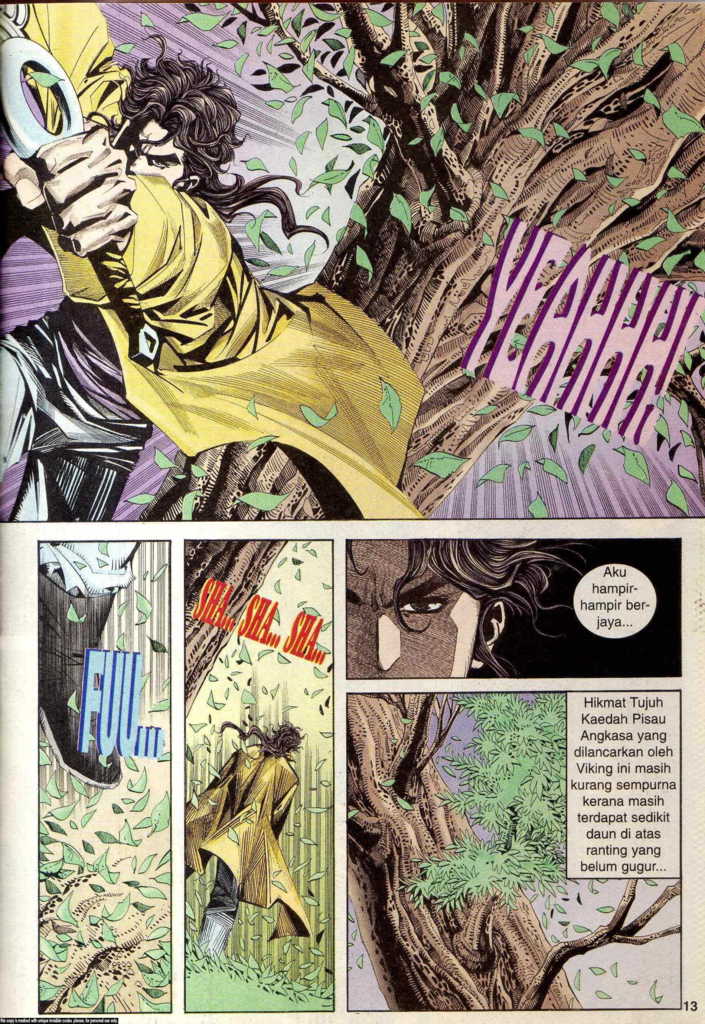 YEAHHH!
FUU...
SHA... SHA... SHA...
Aku
hampir-
hampir ber-
jaya...
Hikmat Tujuh
Kaedah Pisau
Angkasa yang
dilancarkan oleh
Viking ini masih
kurang sempurna
kerana masih
terdapat sedikit
daun di atas
ranting yang
belum gugur...
13